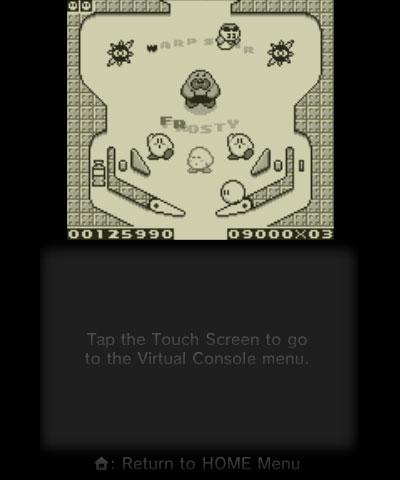 WARP S R
FROSTY
00125990
09000×03
Tap the Touch Screen to go
to the Virtual Console menu.
: Return to HOME Menu